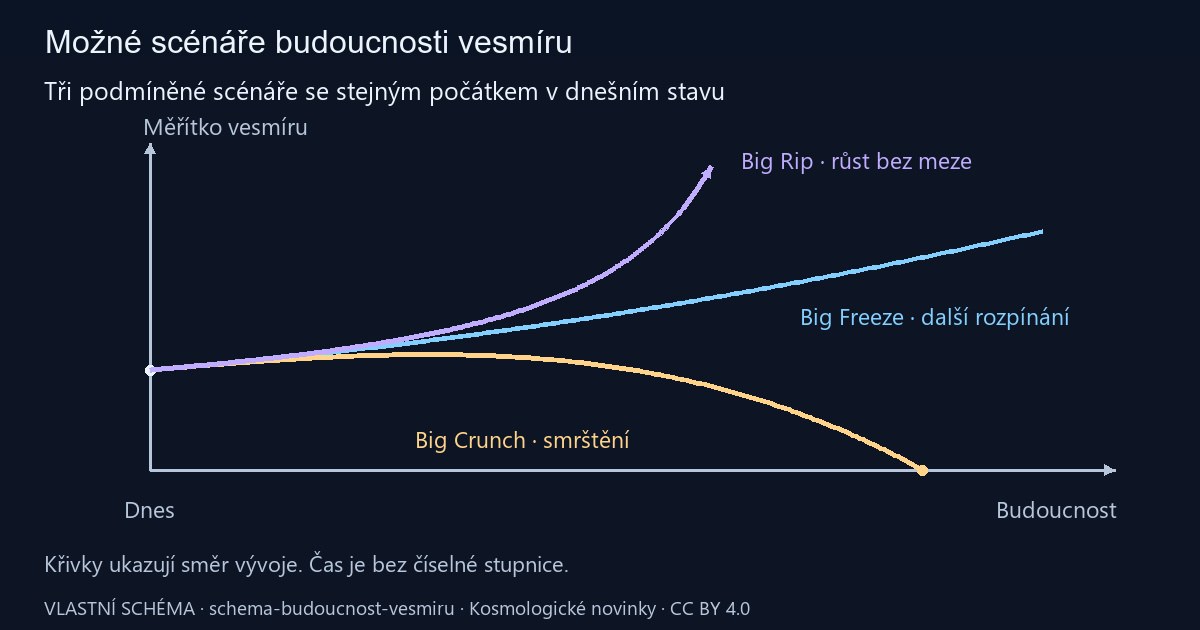 Možné scénáře budoucnosti vesmíru
Tři podmíněné scénáře se stejným počátkem v dnešním stavu
Měřítko vesmíru
Big Rip · růst bez meze
Big Freeze · další rozpínání
Big Crunch · smrštění
Dnes
Budoucnost
Křivky ukazují směr vývoje. Čas je bez číselné stupnice.
VLASTNÍ SCHÉMA · schema-budoucnost-vesmiru · Kosmologické novinky · CC BY 4.0